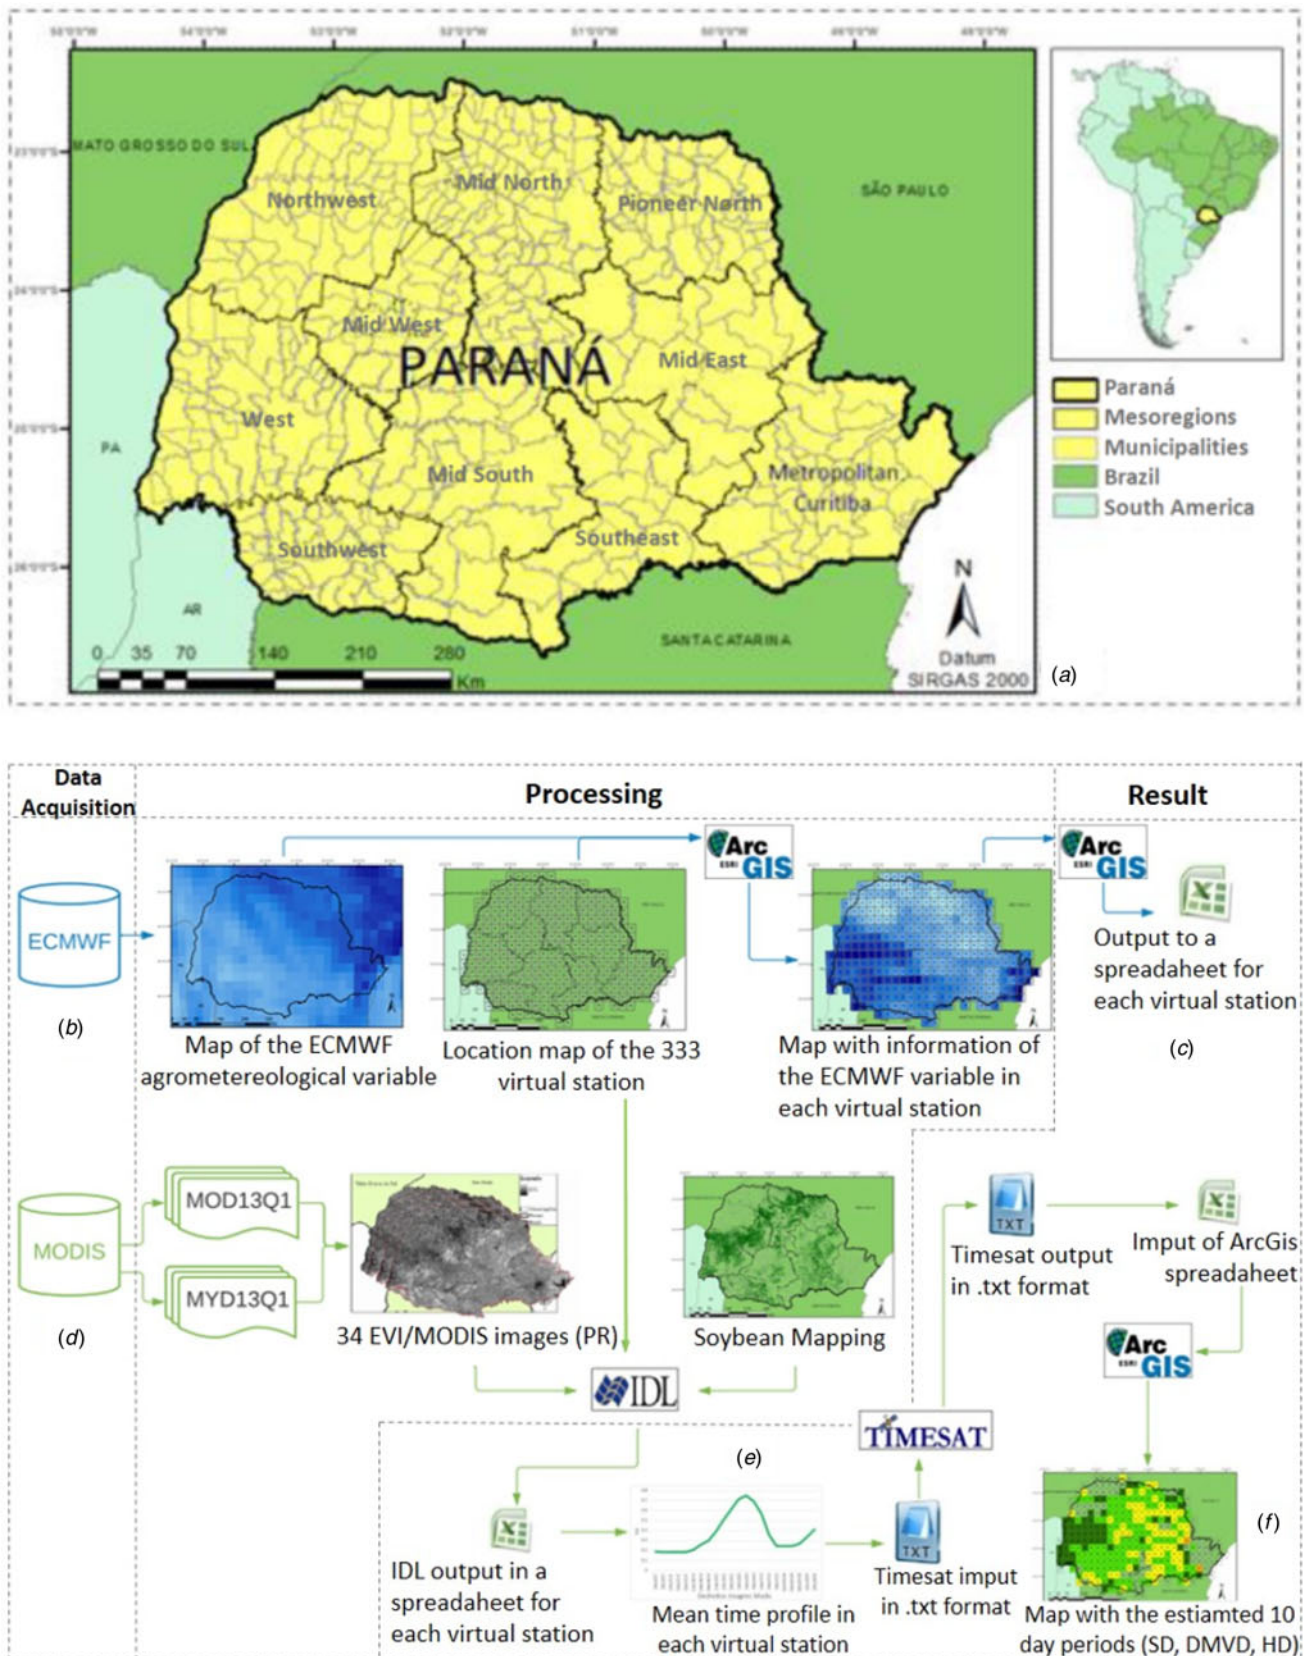 MATO GROSSO DO SUL
Northwest
Mid North
Pioneer North
SÃO PAULO
Mid West
PARANÁ
Mid East
West
PA
Mid South
Metropolitan
Curitiba
Southwest
Southeast
AR
SANTA CATARINA
0 35 70 140 210 280
Km
N
Datum
SIRGAS 2000
Paraná
Mesoregions
Municipalities
Brazil
South America
(a)
Data
Acquisition
Processing
Result
ECMWF
(b)
Map of the ECMWF
agrometereological variable
Location map of the 333
virtual station
Arc
ESRI GIS
Map with information of
the ECMWF variable in
each virtual station
Arc
ESRI GIS
Output to a
spreadaheet for
each virtual station
(c)
MODIS
(d)
MOD13Q1
MYD13Q1
34 EVI/MODIS images (PR)
Soybean Mapping
IDL
TXT
Timesat output
in .txt format
Imput of ArcGis
spreadaheet
Arc
ESRI GIS
TIMESAT
(e)
IDL output in a
spreadaheet for
each virtual station
Mean time profile in
each virtual station
TXT
Timesat imput
in .txt format
(f)
Map with the estiamted 10
day periods (SD, DMVD, HD)